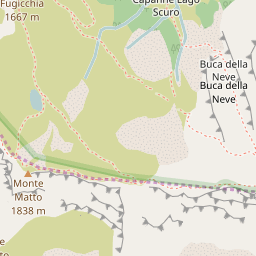 Fugicchia
1667 m
Capanne Lago
Scuro
Buca della
Neve
Buca della
Neve
Monte
Matto
1838 m